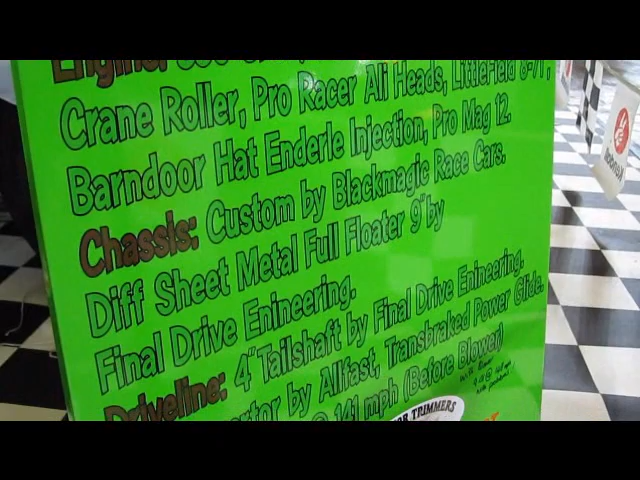 Engine:
Crane Roller, Pro Racer Ali Heads, LittleField 8-71,
Barndoor Hat Enderle Injection, Pro Mag 12.
Chassis: Custom by Blackmagic Race Cars.
Diff Sheet Metal Full Floater 9" by
Final Drive Enineering.
Driveline: 4" Tailshaft by Final Drive Enineering.
by Allfast, Transbraked Power Glide.
@ 141 mph (Before Blower)
TRIMMERS